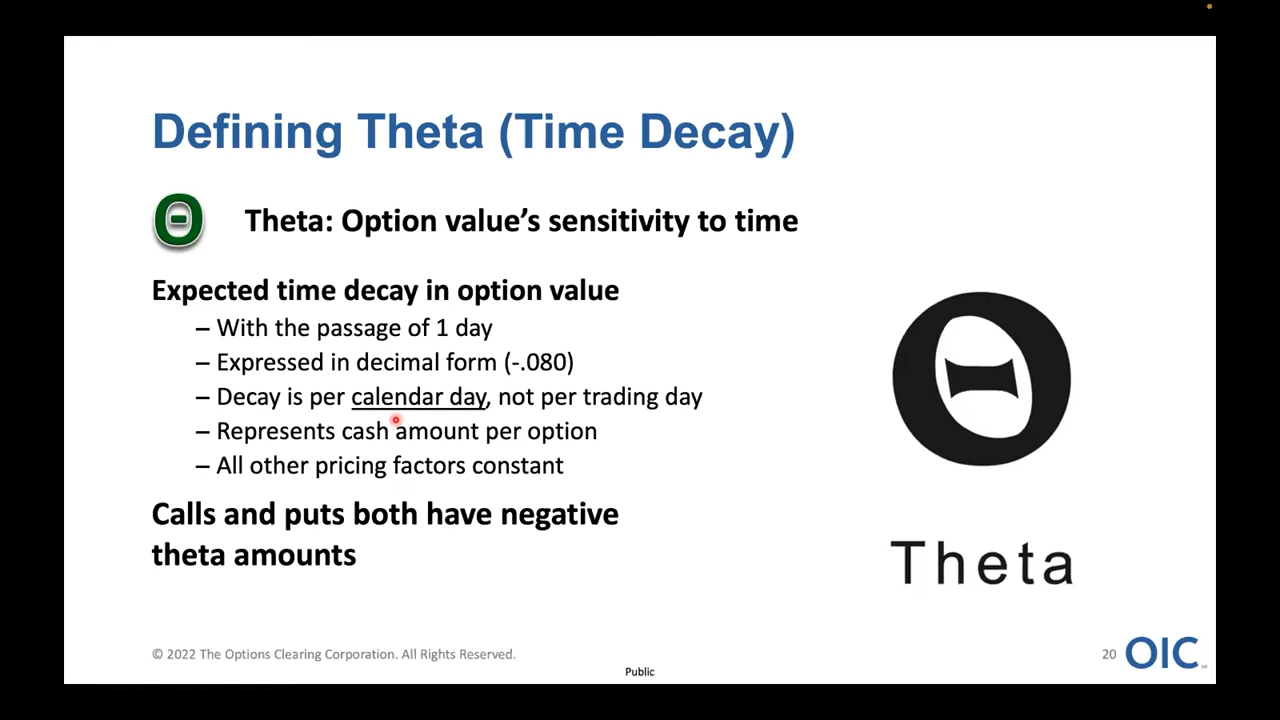 Defining Theta (Time Decay)
Θ Theta: Option value’s sensitivity to time
Expected time decay in option value
– With the passage of 1 day
– Expressed in decimal form (-.080)
– Decay is per calendar day, not per trading day
– Represents cash amount per option
– All other pricing factors constant
Calls and puts both have negative
theta amounts
Θ
Theta
© 2022 The Options Clearing Corporation. All Rights Reserved.
Public
20 OIC